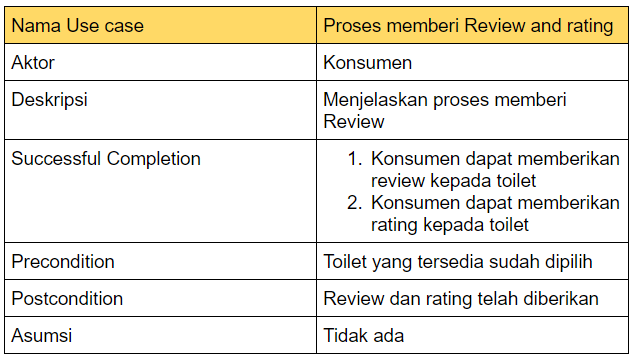 Nama Use case Proses memberi Review and rating
Aktor Konsumen
Deskripsi Menjelaskan proses memberi
Review
Successful Completion 1. Konsumen dapat memberikan
review kepada toilet
2. Konsumen dapat memberikan
rating kepada toilet
Precondition Toilet yang tersedia sudah dipilih
Postcondition Review dan rating telah diberikan
Asumsi Tidak ada